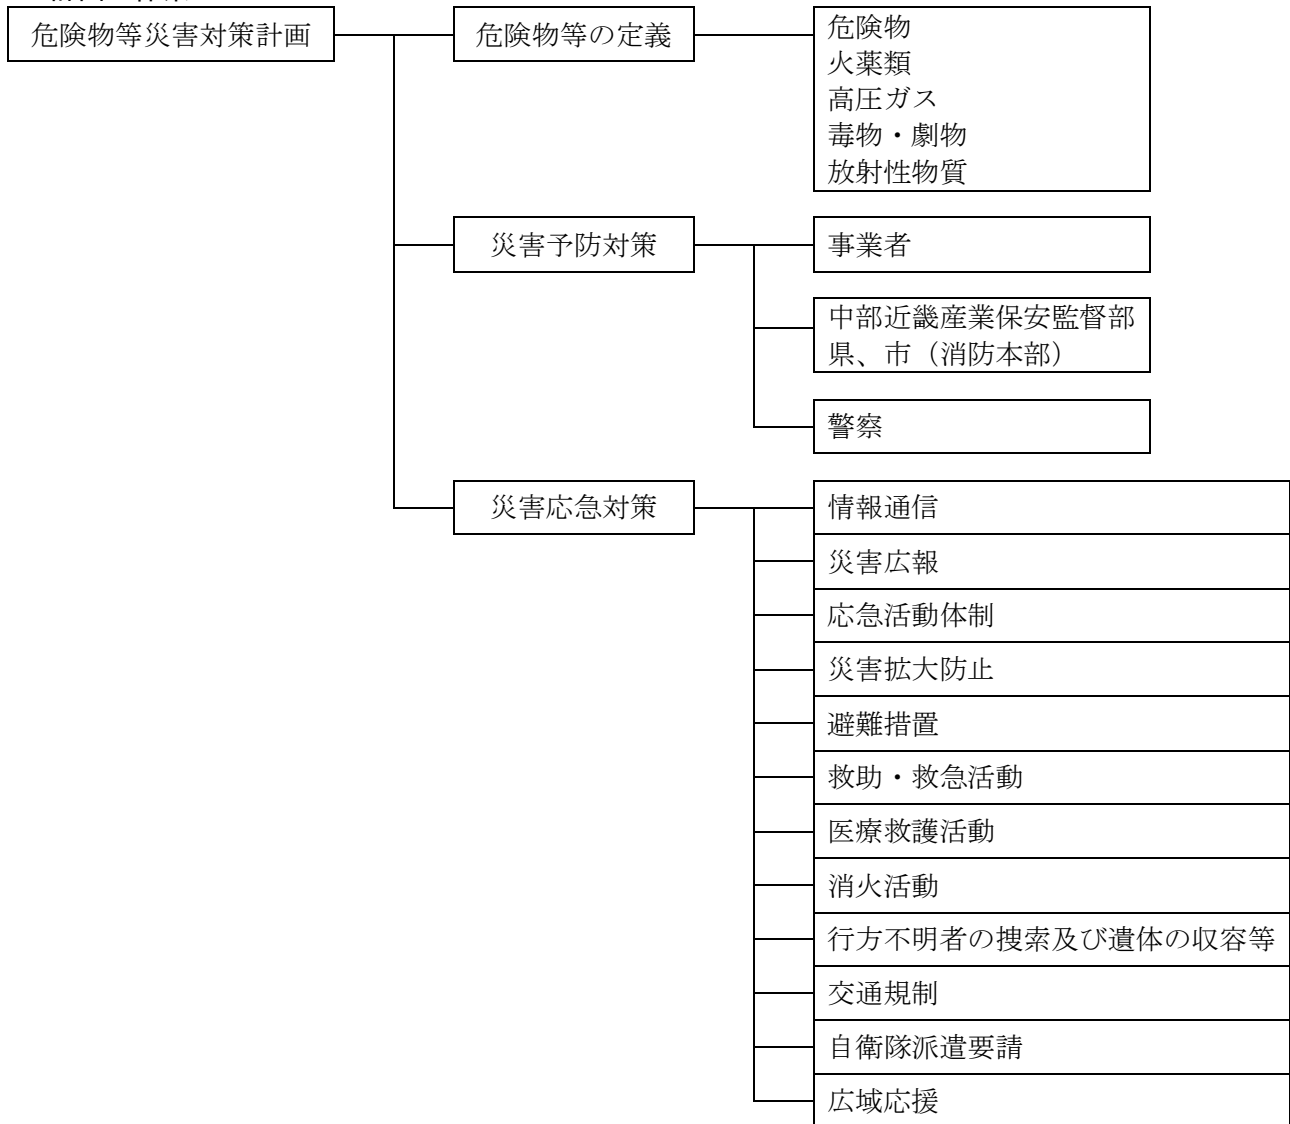 危険物等災害対策計画
危険物等の定義
危険物
火薬類
高圧ガス
毒物・劇物
放射性物質
災害予防対策
事業者
中部近畿産業保安監督部
県、市（消防本部）
警察
災害応急対策
情報通信
災害広報
応急活動体制
災害拡大防止
避難措置
救助・救急活動
医療救護活動
消火活動
行方不明者の捜索及び遺体の収容等
交通規制
自衛隊派遣要請
広域応援